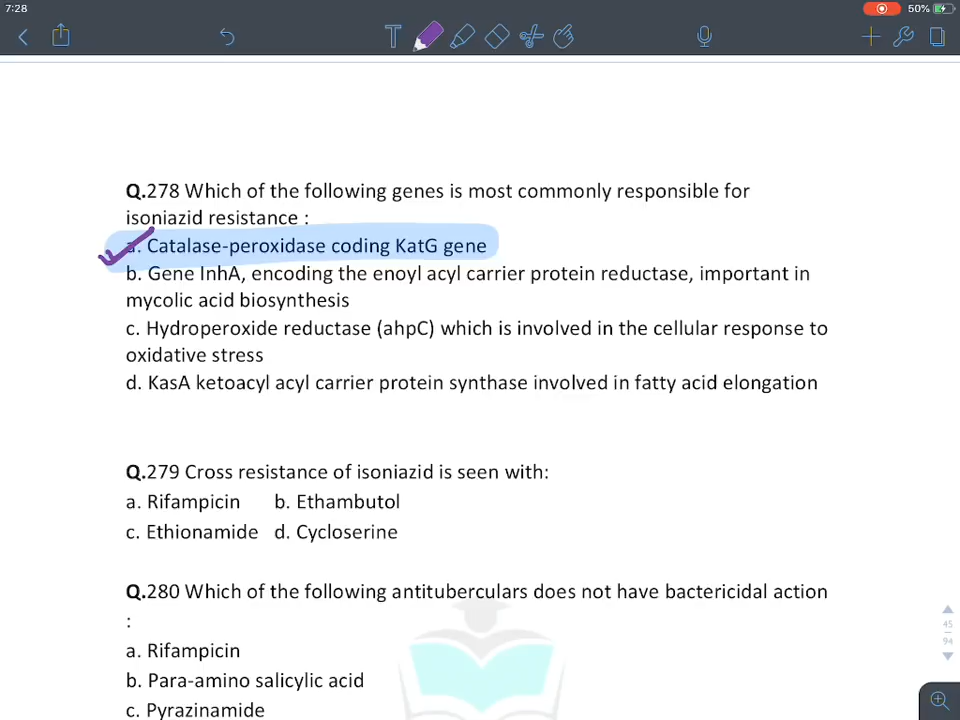 7:28
50%
T
Q.278 Which of the following genes is most commonly responsible for
isoniazid resistance :
a. Catalase-peroxidase coding KatG gene
b. Gene InhA, encoding the enoyl acyl carrier protein reductase, important in
mycolic acid biosynthesis
c. Hydroperoxide reductase (ahpC) which is involved in the cellular response to
oxidative stress
d. KasA ketoacyl acyl carrier protein synthase involved in fatty acid elongation
Q.279 Cross resistance of isoniazid is seen with:
a. Rifampicin b. Ethambutol
c. Ethionamide d. Cycloserine
Q.280 Which of the following antituberculars does not have bactericidal action
:
a. Rifampicin
b. Para-amino salicylic acid
c. Pyrazinamide
45
94